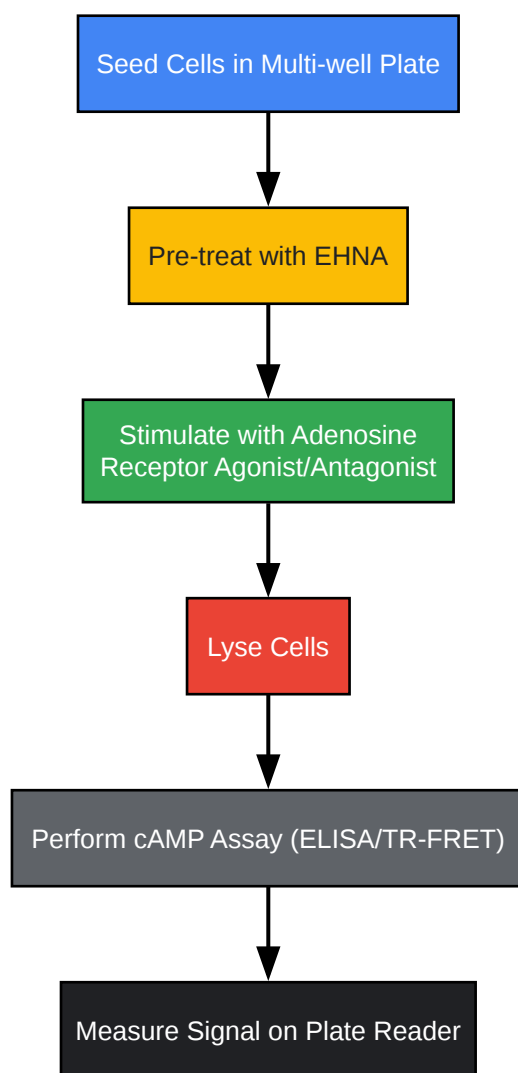 Seed Cells in Multi-well Plate
Pre-treat with EHNA
Stimulate with Adenosine
Receptor Agonist/Antagonist
Lyse Cells
Perform cAMP Assay (ELISA/TR-FRET)
Measure Signal on Plate Reader